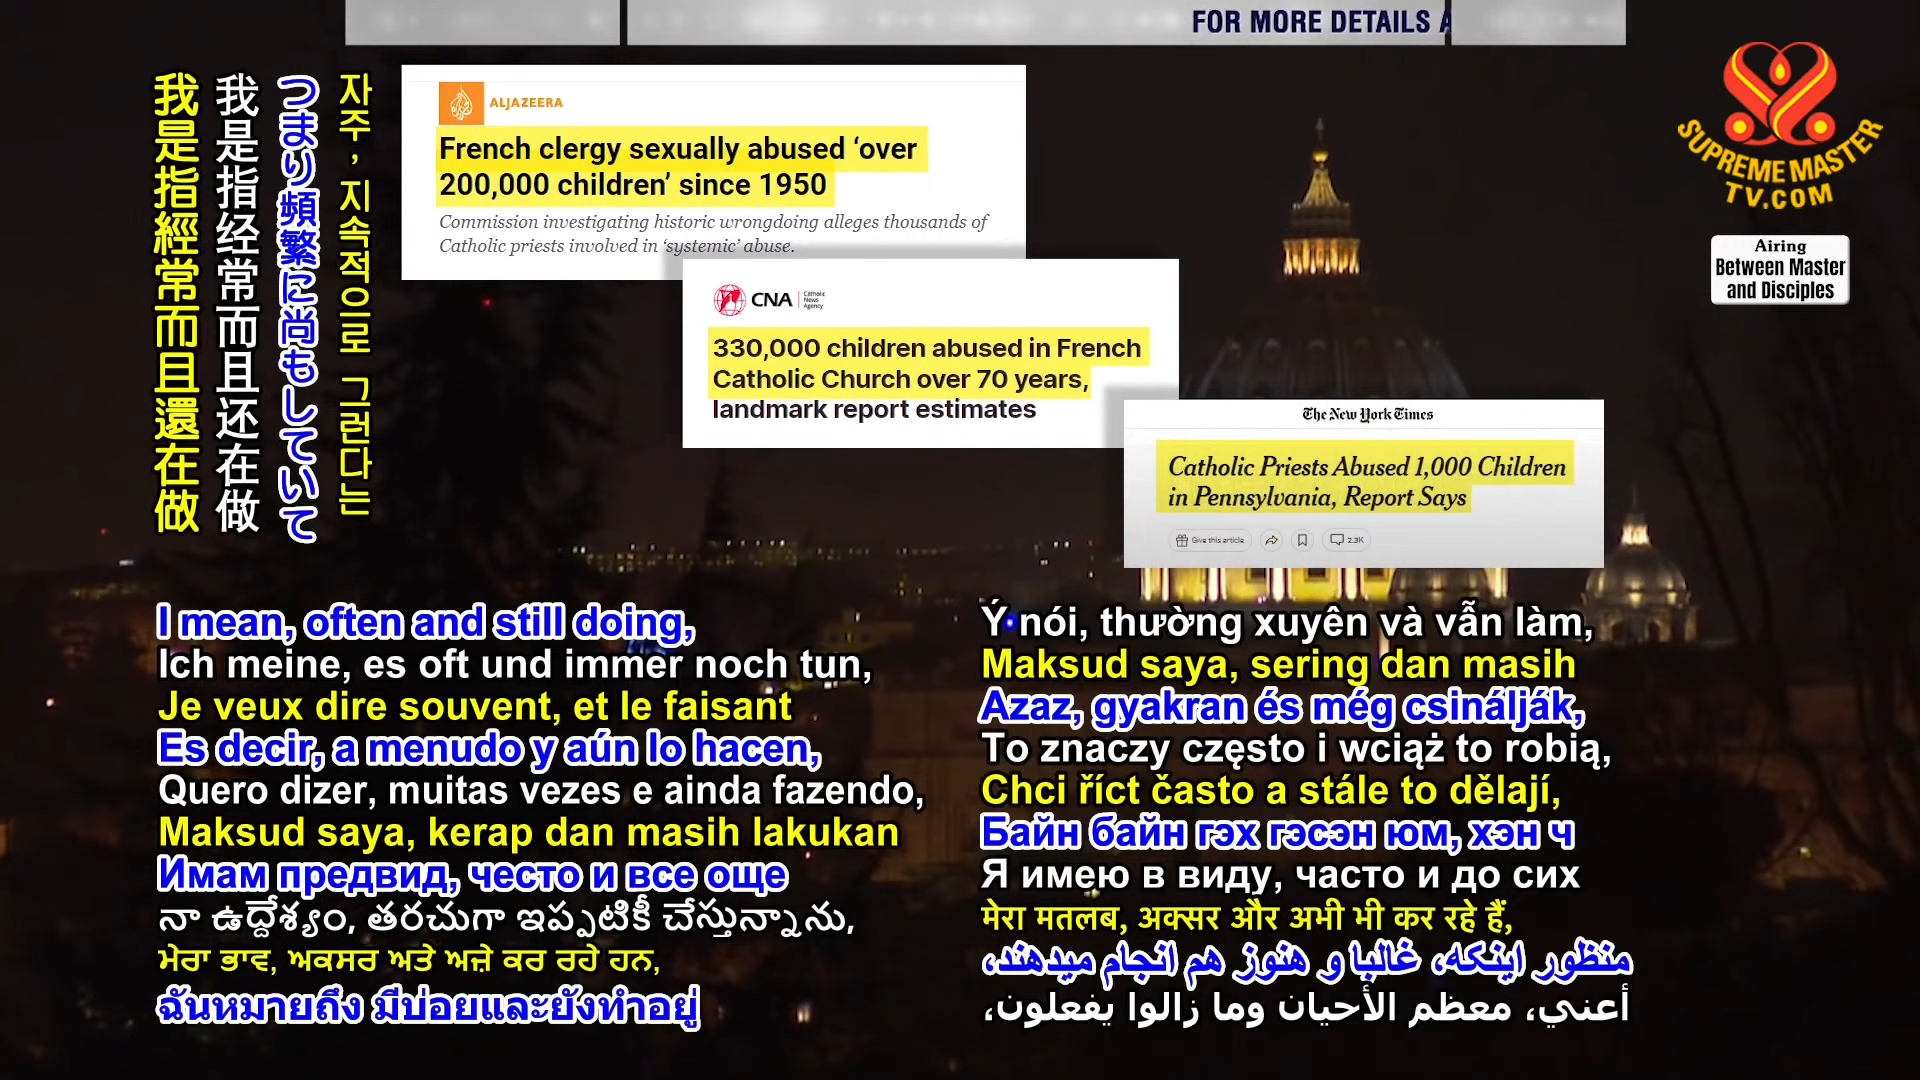 FOR MORE DETAILS
我是指經常而且還在做
我是指经常而且还在做
つまり頻繁に尚もしていて
자주, 지속적으로 그런다는
ALJAZEERA
French clergy sexually abused ‘over
200,000 children’ since 1950
Commission investigating historic wrongdoing alleges thousands of
Catholic priests involved in ‘systemic’ abuse.
CNA
Catholic
News
Agency
330,000 children abused in French
Catholic Church over 70 years,
landmark report estimates
The New York Times
Catholic Priests Abused 1,000 Children
in Pennsylvania, Report Says
Give this article
2.3K
SUPREME MASTER
TV.COM
Airing
Between Master
and Disciples
I mean, often and still doing,
Ich meine, es oft und immer noch tun,
Je veux dire souvent, et le faisant
Es decir, a menudo y aún lo hacen,
Quero dizer, muitas vezes e ainda fazendo,
Maksud saya, kerap dan masih lakukan
Имам предвид, често и все още
నా ఉద్దేశ్యం, తరచుగా ఇప్పటికీ చేస్తున్నాను,
ਮੇਰਾ ਭਾਵ, ਅਕਸਰ ਅਤੇ ਅਜੇ ਕਰ ਰਹੇ ਹਨ,
ฉันหมายถึง มีบ่อยและยังทำอยู่
Ý nói, thường xuyên và vẫn làm,
Maksud saya, sering dan masih
Azaz, gyakran és még csinálják,
To znaczy często i wciąż to robią,
Chci říct často a stále to dělají,
Байн байн гэх гэсэн юм, хэн ч
Я имею в виду, часто и до сих
मेरा मतलब, अक्सर और अभी भी कर रहे हैं,
منظور اینکه، غالبا و هنوز هم انجام میدهند،
أعني، معظم الأحيان وما زالوا يفعلون،